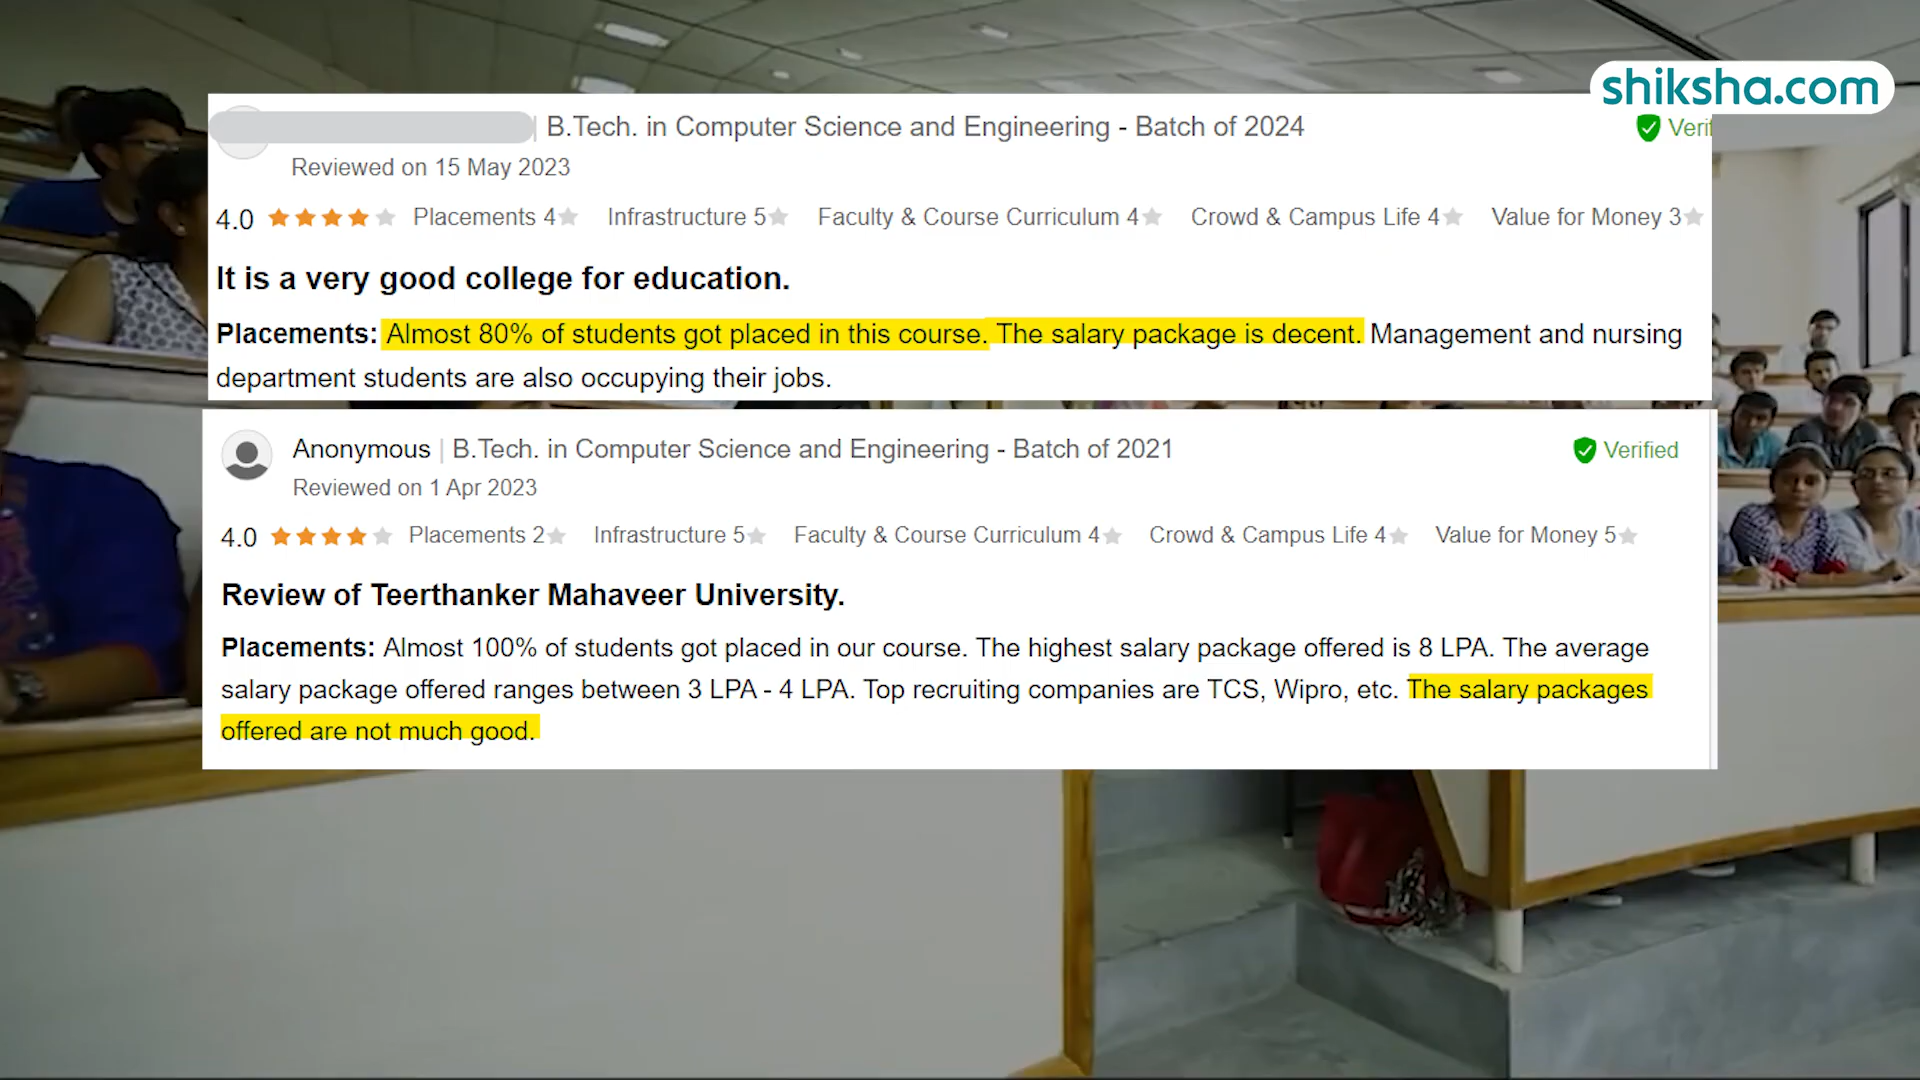 shiksha.com
| B.Tech. in Computer Science and Engineering - Batch of 2024
Verif
Reviewed on 15 May 2023
4.0 Placements 4 Infrastructure 5 Faculty & Course Curriculum 4 Crowd & Campus Life 4 Value for Money 3
It is a very good college for education.
Placements: Almost 80% of students got placed in this course. The salary package is decent. Management and nursing
department students are also occupying their jobs.
Anonymous | B.Tech. in Computer Science and Engineering - Batch of 2021
Verified
Reviewed on 1 Apr 2023
4.0 Placements 2 Infrastructure 5 Faculty & Course Curriculum 4 Crowd & Campus Life 4 Value for Money 5
Review of Teerthanker Mahaveer University.
Placements: Almost 100% of students got placed in our course. The highest salary package offered is 8 LPA. The average
salary package offered ranges between 3 LPA - 4 LPA. Top recruiting companies are TCS, Wipro, etc. The salary packages
offered are not much good.